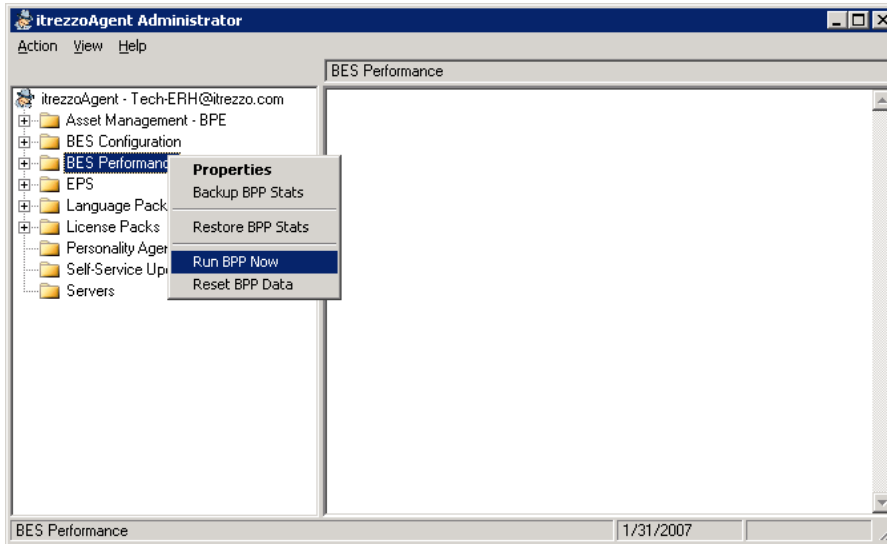 itrezzoAgent Administrator
Action View Help
BES Performance
itrezzoAgent - Tech-ERH@itrezzo.com
Asset Management - BPE
BES Configuration
BES Performanc
EPS
Language Pack
License Packs
Personality Agen
Self-Service Up
Servers
Properties
Backup BPP Stats
Restore BPP Stats
Run BPP Now
Reset BPP Data
BES Performance
1/31/2007